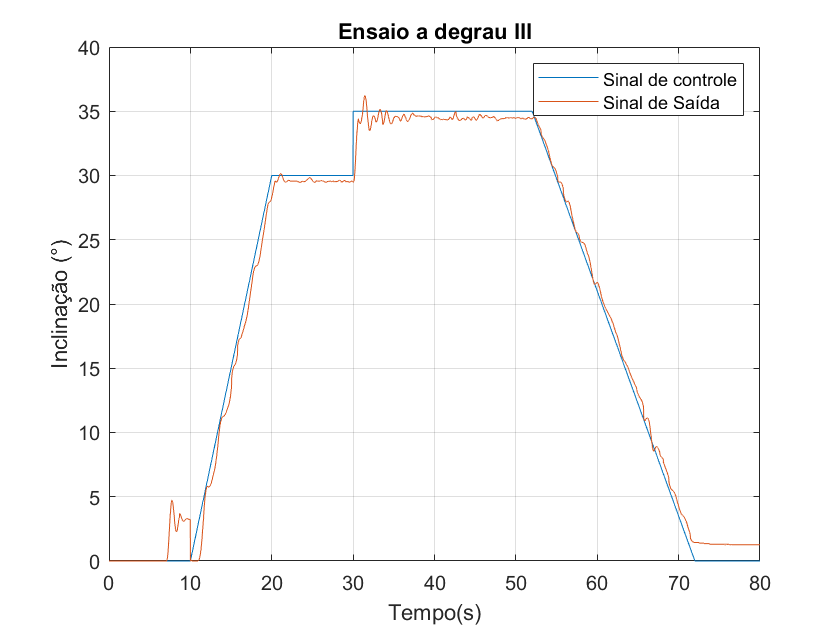 Ensaio a degrau III
Sinal de controle
Sinal de Saída
Inclinação (°)
40
35
30
25
20
15
10
5
0
0 10 20 30 40 50 60 70 80
Tempo(s)